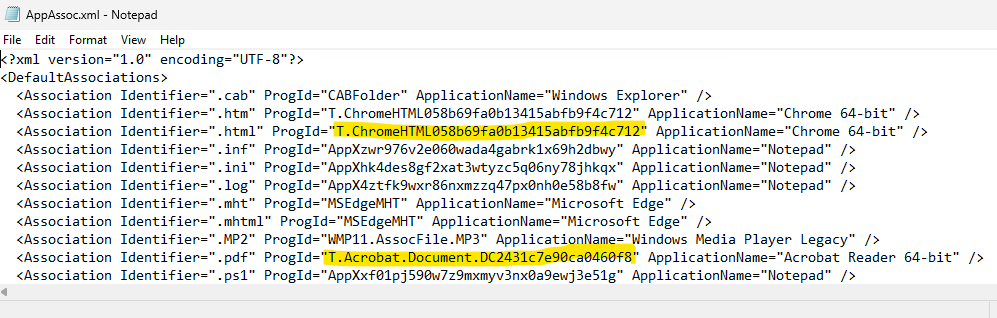 AppAssoc.xml - Notepad
File Edit Format View Help
<?xml version="1.0" encoding="UTF-8"?>
<DefaultAssociations>
<Association Identifier=".cab" ProgId="CABFolder" ApplicationName="Windows Explorer" />
<Association Identifier=".htm" ProgId="T.ChromeHTML058b69fa0b13415abfb9f4c712" ApplicationName="Chrome 64-bit" />
<Association Identifier=".html" ProgId="T.ChromeHTML058b69fa0b13415abfb9f4c712" ApplicationName="Chrome 64-bit" />
<Association Identifier=".inf" ProgId="AppXzwr976v2e060wada4gabrk1x69h2dbwy" ApplicationName="Notepad" />
<Association Identifier=".ini" ProgId="AppXhk4des8gf2xat3wtyzc5q06ny78jhkqx" ApplicationName="Notepad" />
<Association Identifier=".log" ProgId="AppX4ztfk9wxr86nxmzzq47px0nh0e58b8fw" ApplicationName="Notepad" />
<Association Identifier=".mht" ProgId="MSEdgeMHT" ApplicationName="Microsoft Edge" />
<Association Identifier=".mhtml" ProgId="MSEdgeMHT" ApplicationName="Microsoft Edge" />
<Association Identifier=".MP2" ProgId="WMP11.AssocFile.MP3" ApplicationName="Windows Media Player Legacy" />
<Association Identifier=".pdf" ProgId="T.Acrobat.Document.DC2431c7e90ca0460f8" ApplicationName="Acrobat Reader 64-bit" />
<Association Identifier=".ps1" ProgId="AppXxf01pj590w7z9mxmyv3nx0a9ewj3e51g" ApplicationName="Notepad" />